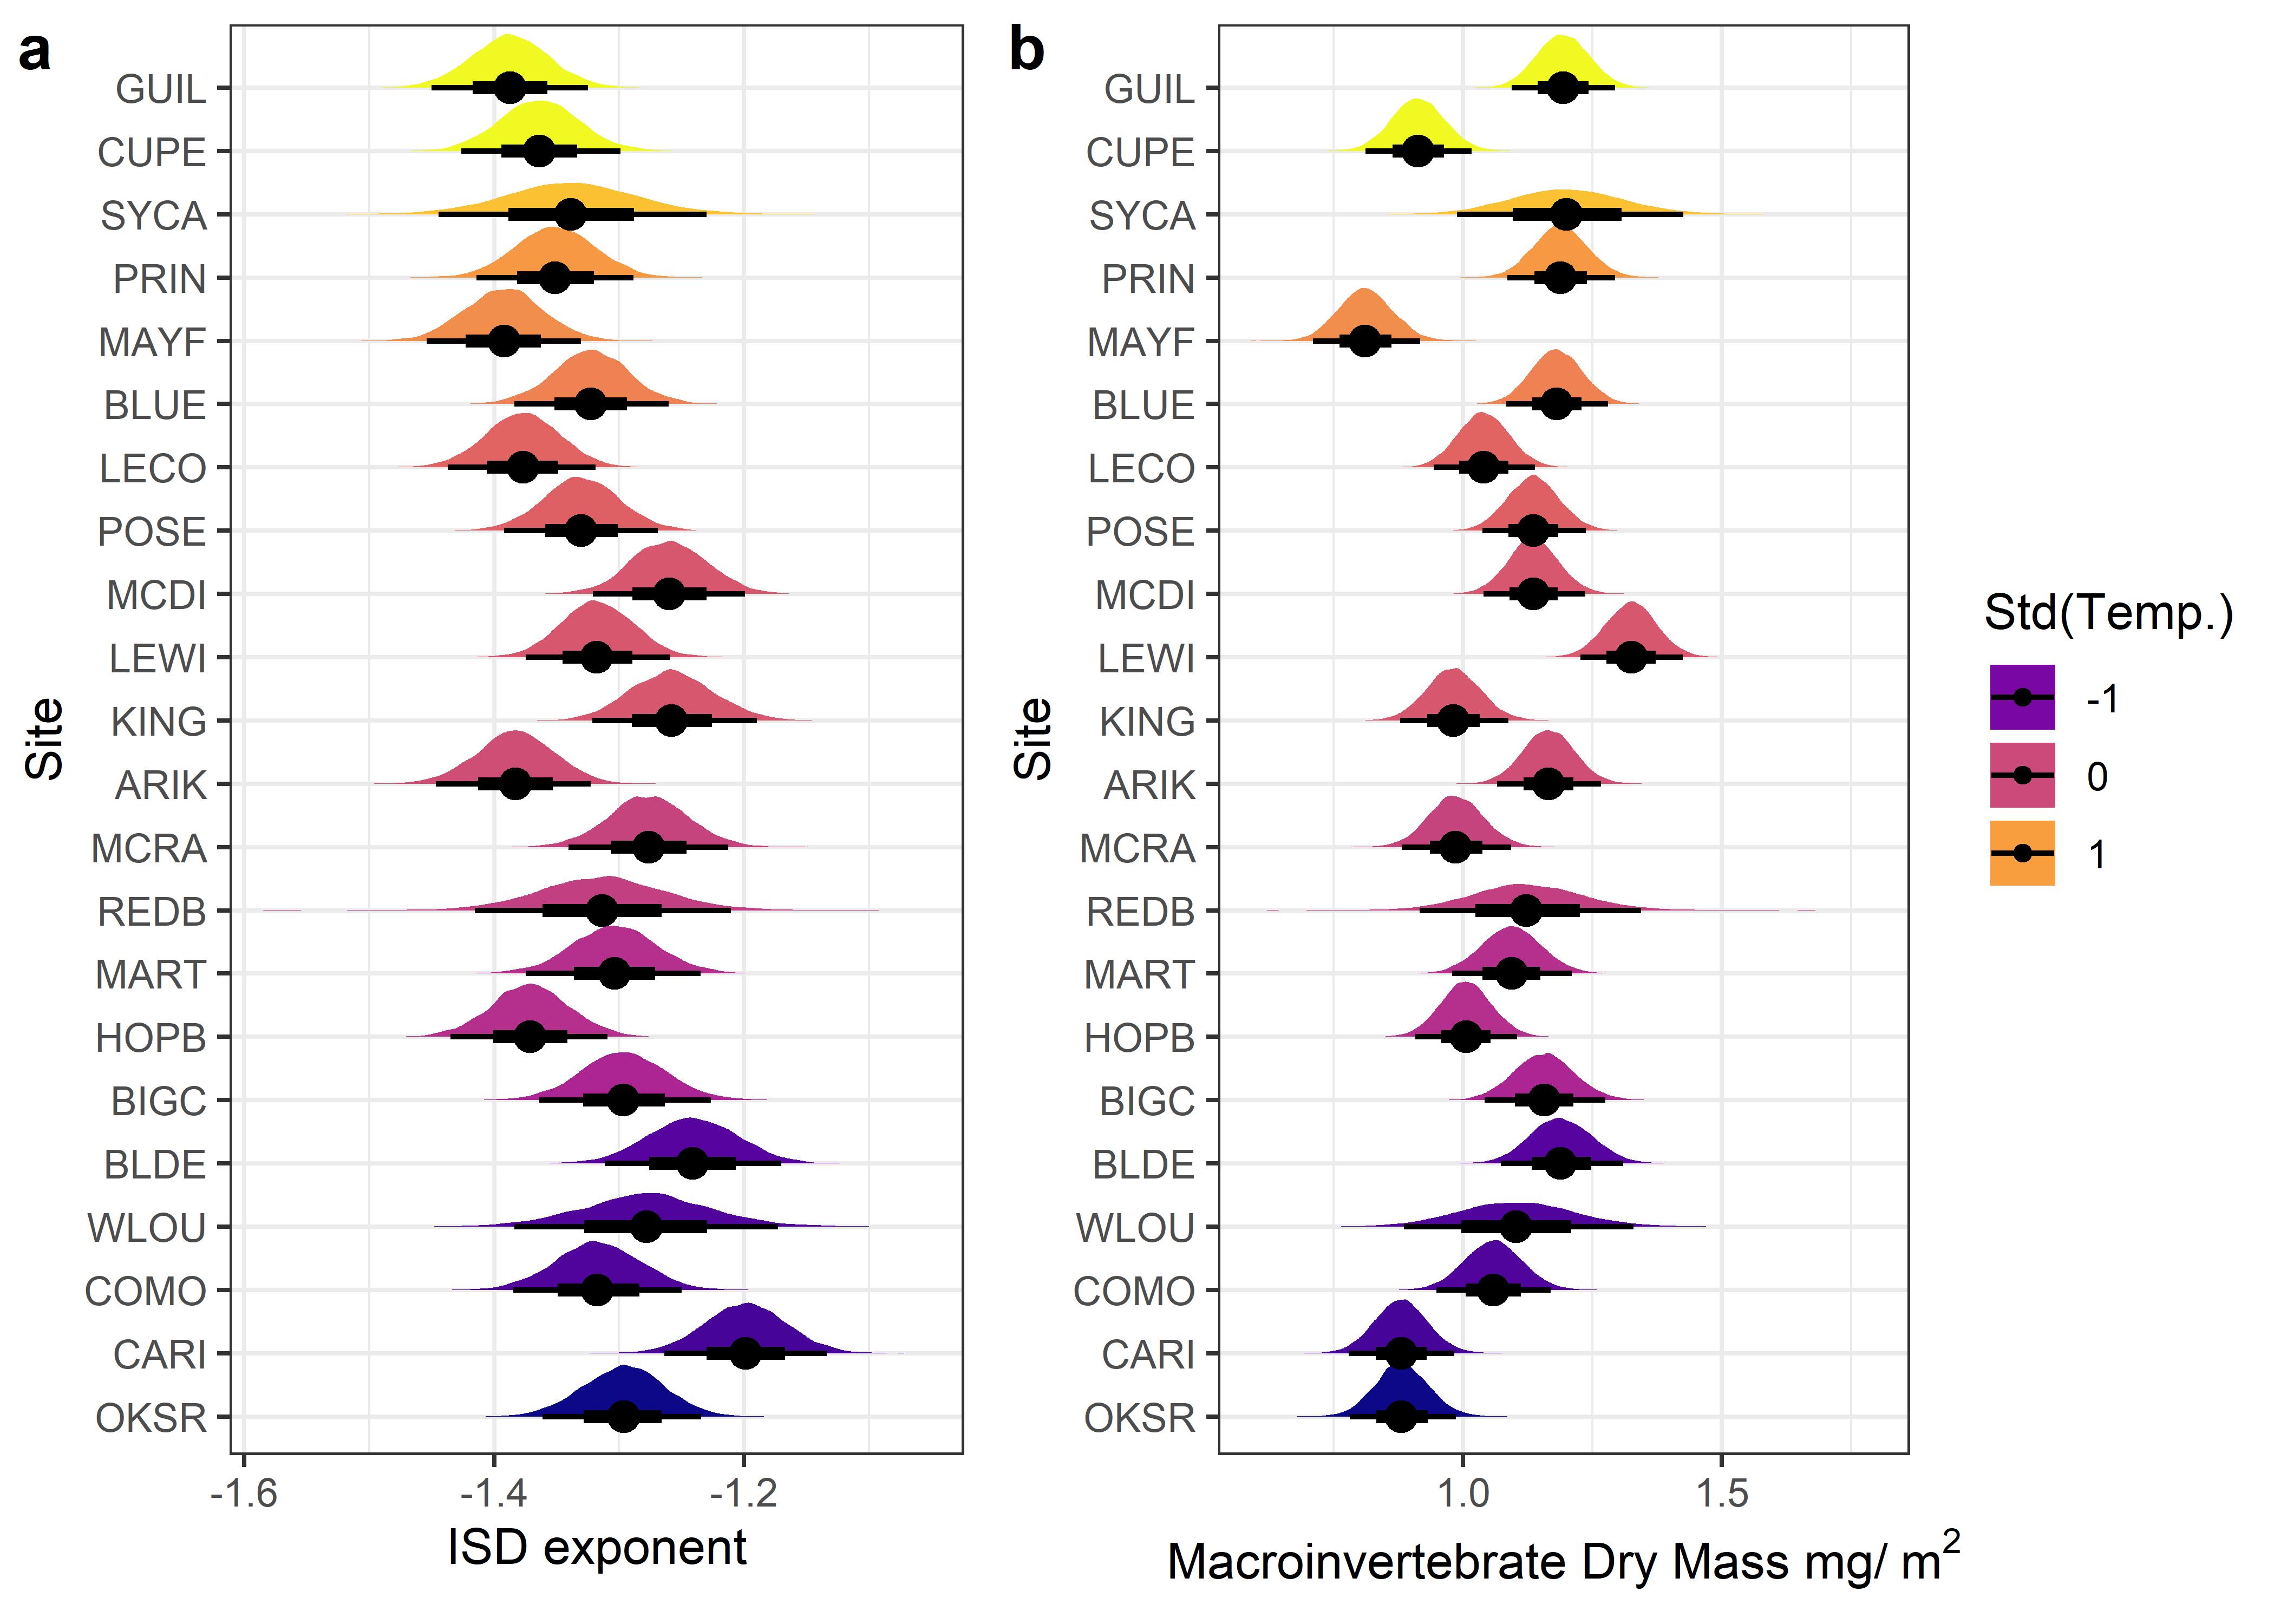 a
GUIL
CUPE
SYCA
PRIN
MAYF
BLUE
LECO
POSE
MCDI
LEWI
KING
ARIK
MCRA
REDB
MART
HOPB
BIGC
BLDE
WLOU
COMO
CARI
OKSR
Site
-1.6 -1.4 -1.2
ISD exponent
b
GUIL
CUPE
SYCA
PRIN
MAYF
BLUE
LECO
POSE
MCDI
LEWI
KING
ARIK
MCRA
REDB
MART
HOPB
BIGC
BLDE
WLOU
COMO
CARI
OKSR
Site
1.0 1.5
Macroinvertebrate Dry Mass mg/ m²
Std(Temp.)
-1
0
1